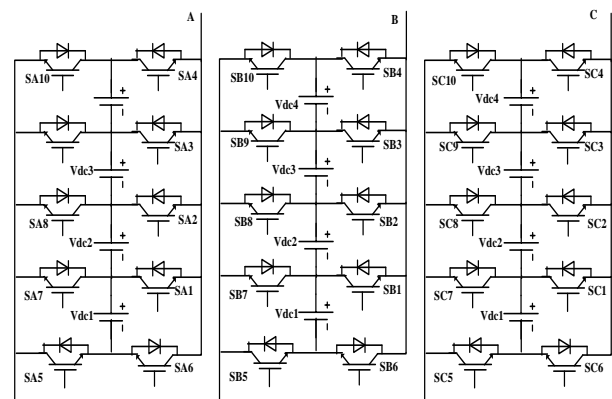 A B C
SA10 SA4 SB10 SB4 SC10 SC4
+ + +
Vdc4 Vdc4
SA3 SB9 SB3 SC9 SC3
+ + +
Vdc3 Vdc3 Vdc3
SA8 SA2 SB8 SB2 SC8 SC2
+ + +
Vdc2 Vdc2 Vdc2
SA7 SA1 SB7 SB1 SC7 SC1
+ + +
Vdc1 Vdc1 Vdc1
SA5 SA6 SB5 SB6 SC5 SC6